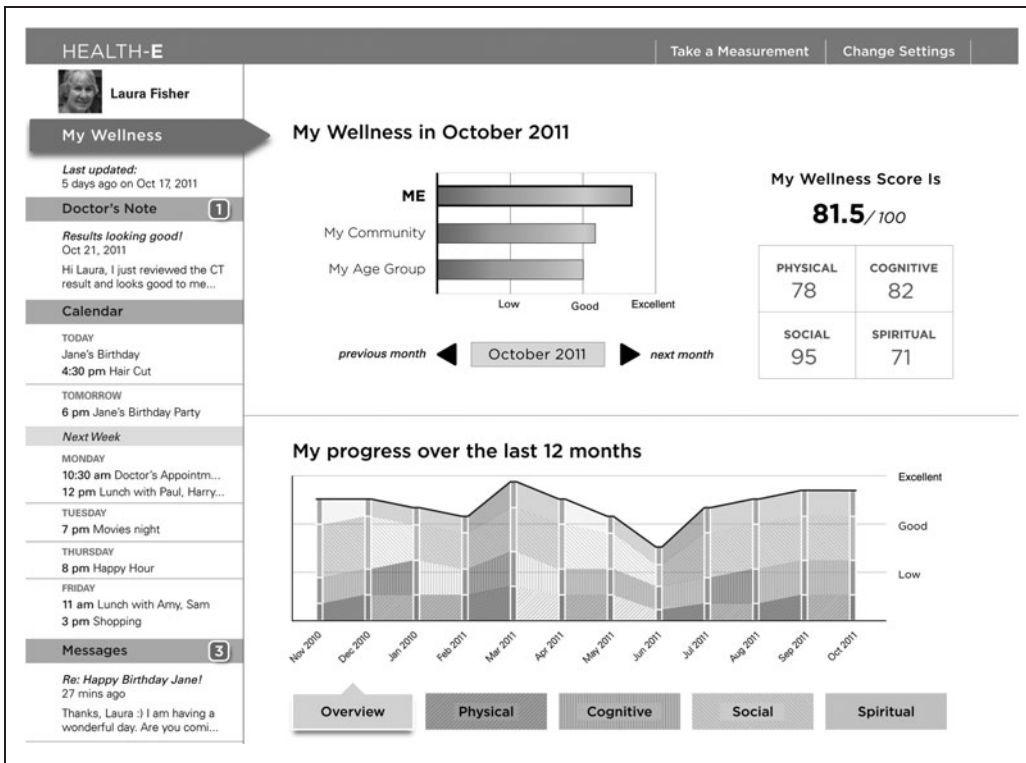 HEALTH-E
Take a Measurement
Change Settings
Laura Fisher
My Wellness
Last updated:
5 days ago on Oct 17, 2011
Doctor's Note 1
Results looking good!
Oct 21, 2011
Hi Laura, I just reviewed the CT
result and looks good to me...
Calendar
TODAY
Jane's Birthday
4:30 pm Hair Cut
TOMORROW
6 pm Jane's Birthday Party
Next Week
MONDAY
10:30 am Doctor's Appointm...
12 pm Lunch with Paul, Harry...
TUESDAY
7 pm Movies night
THURSDAY
8 pm Happy Hour
FRIDAY
11 am Lunch with Amy, Sam
3 pm Shopping
Messages 3
Re: Happy Birthday Jane!
27 mins ago
Thanks, Laura :) I am having a
wonderful day. Are you comi...
My Wellness in October 2011
ME
My Community
My Age Group
Low Good Excellent
previous month October 2011 next month
My Wellness Score Is
81.5/100
PHYSICAL COGNITIVE
78 82
SOCIAL SPIRITUAL
95 71
My progress over the last 12 months
Excellent
Good
Low
Nov 2010 Dec 2010 Jan 2010 Feb 2011 Mar 2011 Apr 2011 May 2011 Jun 2011 Jul 2011 Aug 2011 Sep 2011 Oct 2011
Overview Physical Cognitive Social Spiritual